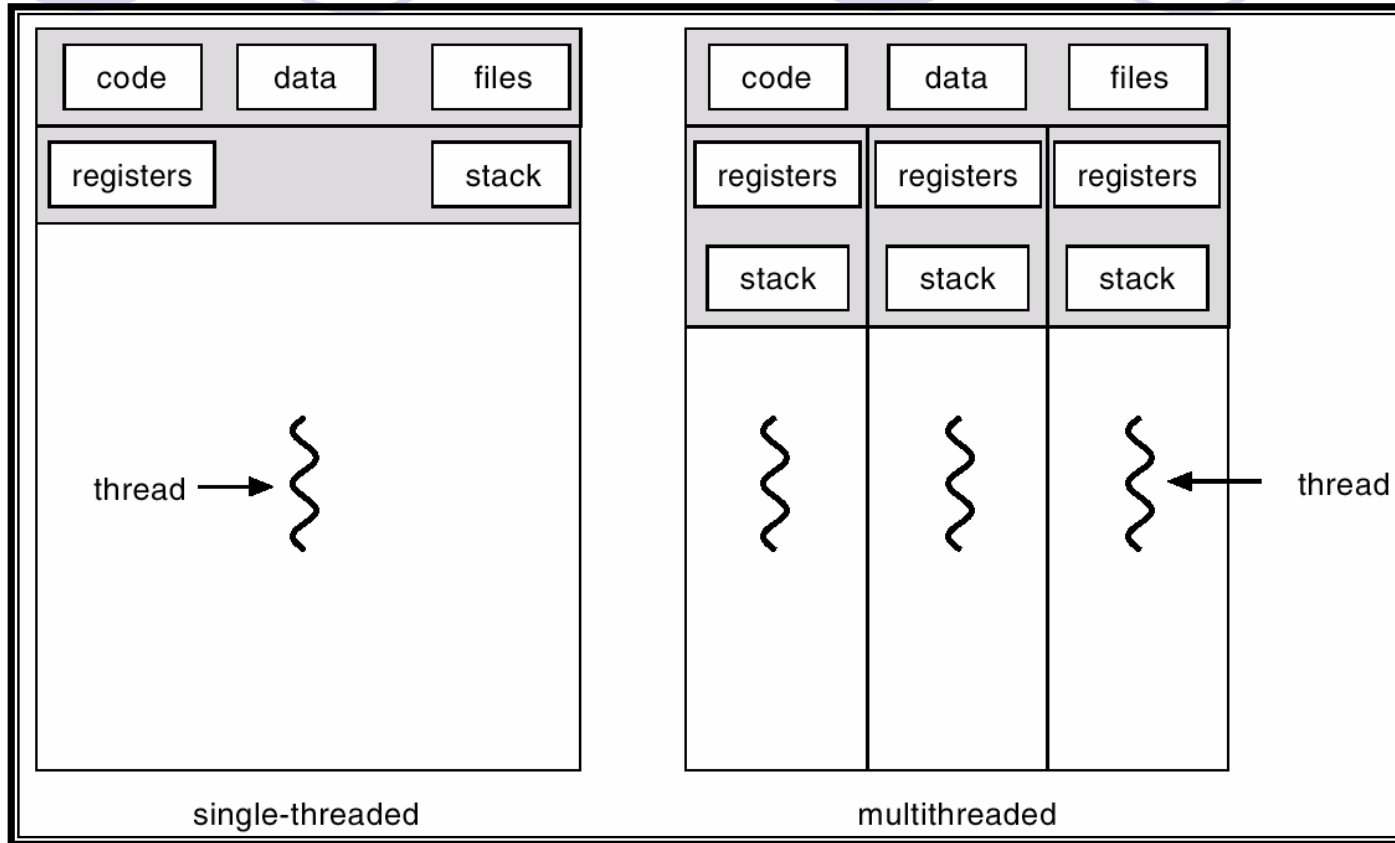 code data files
registers stack
thread
single-threaded
code data files
registers registers registers
stack stack stack
thread
multithreaded